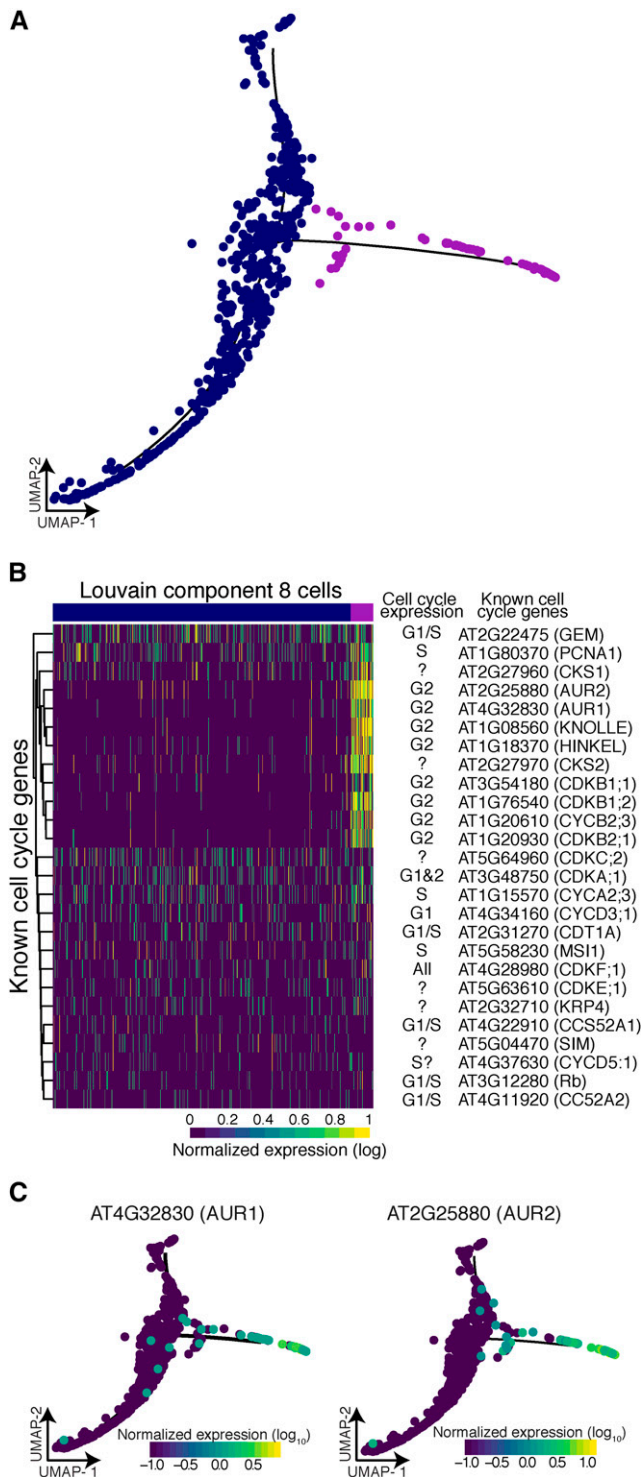 A
UMAP-2
UMAP- 1
B
Louvain component 8 cells
Cell cycle expression
Known cell cycle genes
Known cell cycle genes
G1/S AT2G22475 (GEM)
S AT1G80370 (PCNA1)
? AT2G27960 (CKS1)
G2 AT2G25880 (AUR2)
G2 AT4G32830 (AUR1)
G2 AT1G08560 (KNOLLE)
G2 AT1G18370 (HINKEL)
? AT2G27970 (CKS2)
G2 AT3G54180 (CDKB1;1)
G2 AT1G76540 (CDKB1;2)
G2 AT1G20610 (CYCB2;3)
G2 AT1G20930 (CDKB2;1)
? AT5G64960 (CDKC;2)
G1&2 AT3G48750 (CDKA;1)
S AT1G15570 (CYCA2;3)
G1 AT4G34160 (CYCD3;1)
G1/S AT2G31270 (CDT1A)
S AT5G58230 (MSI1)
All AT4G28980 (CDKF;1)
? AT5G63610 (CDKE;1)
? AT2G32710 (KRP4)
G1/S AT4G22910 (CCS52A1)
? AT5G04470 (SIM)
S? AT4G37630 (CYCD5:1)
G1/S AT3G12280 (Rb)
G1/S AT4G11920 (CC52A2)
0 0.2 0.4 0.6 0.8 1
Normalized expression (log)
C
AT4G32830 (AUR1)
UMAP-2
UMAP- 1
Normalized expression (log10)
−1.0 −0.5 0.0 0.5
AT2G25880 (AUR2)
UMAP-2
UMAP- 1
Normalized expression (log10)
−1.0 −0.5 0.0 0.5 1.0